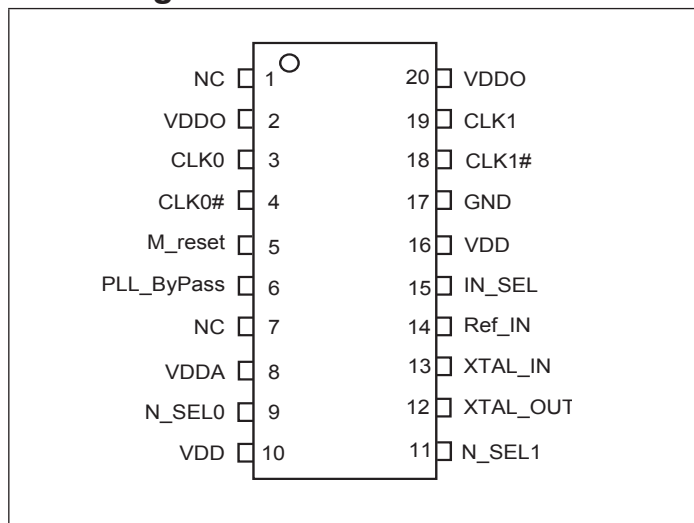 NC 1 20 VDDO
VDDO 2 19 CLK1
CLK0 3 18 CLK1#
CLK0# 4 17 GND
M_reset 5 16 VDD
PLL_ByPass 6 15 IN_SEL
NC 7 14 Ref_IN
VDDA 8 13 XTAL_IN
N_SEL0 9 12 XTAL_OUT
VDD 10 11 N_SEL1